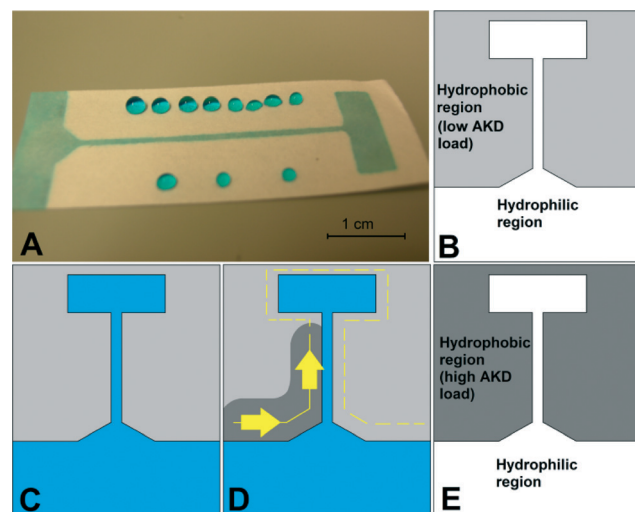 A
1 cm
Hydrophobic
region
(low AKD
load)
Hydrophilic
region
B
C
D
Hydrophobic
region
(high AKD
load)
Hydrophilic
region
E